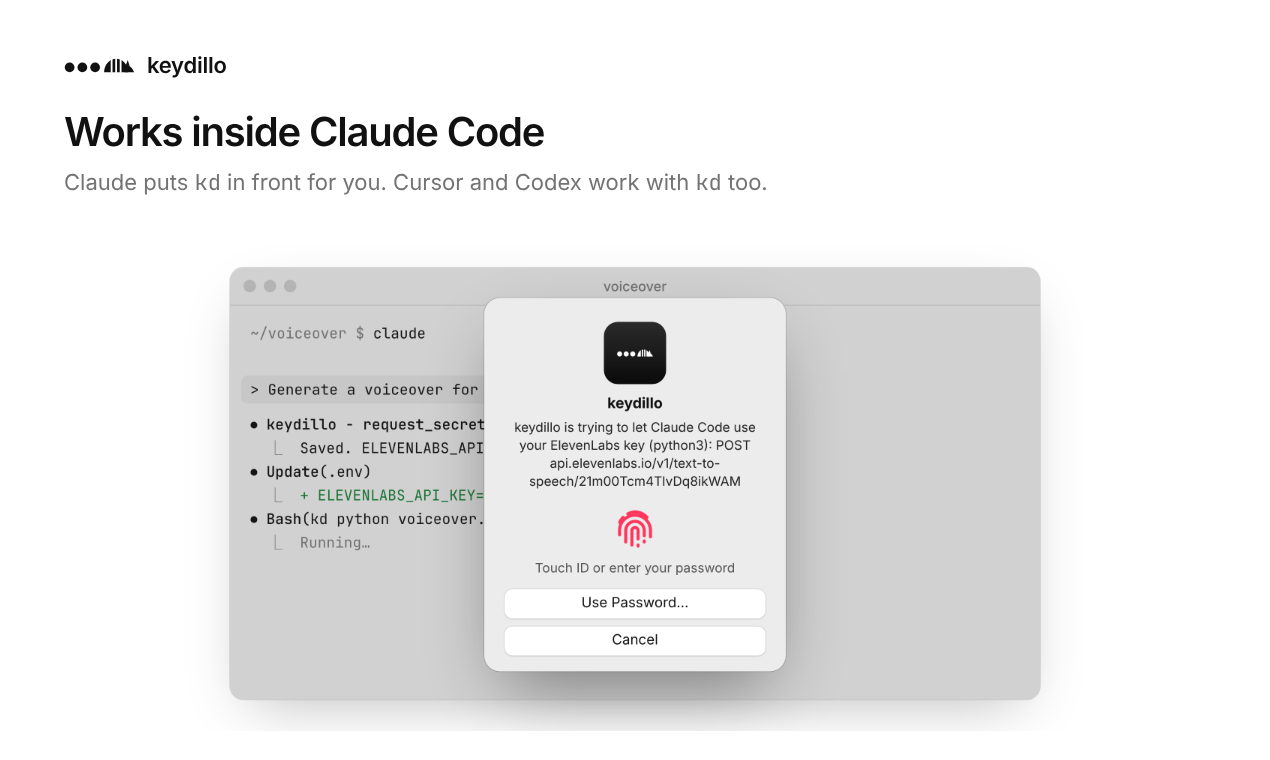 keydillo
Works inside Claude Code
Claude puts kd in front for you. Cursor and Codex work with kd too.
voiceover
~/voiceover $ claude
> Generate a voiceover for
● keydillo - request_secret
⎿ Saved. ELEVENLABS_API
● Update(.env)
⎿ + ELEVENLABS_API_KEY=
● Bash(kd python voiceover.
⎿ Running…
keydillo
keydillo is trying to let Claude Code use
your ElevenLabs key (python3): POST
api.elevenlabs.io/v1/text-to-
speech/21m00Tcm4TlvDq8ikWAM
Touch ID or enter your password
Use Password…
Cancel